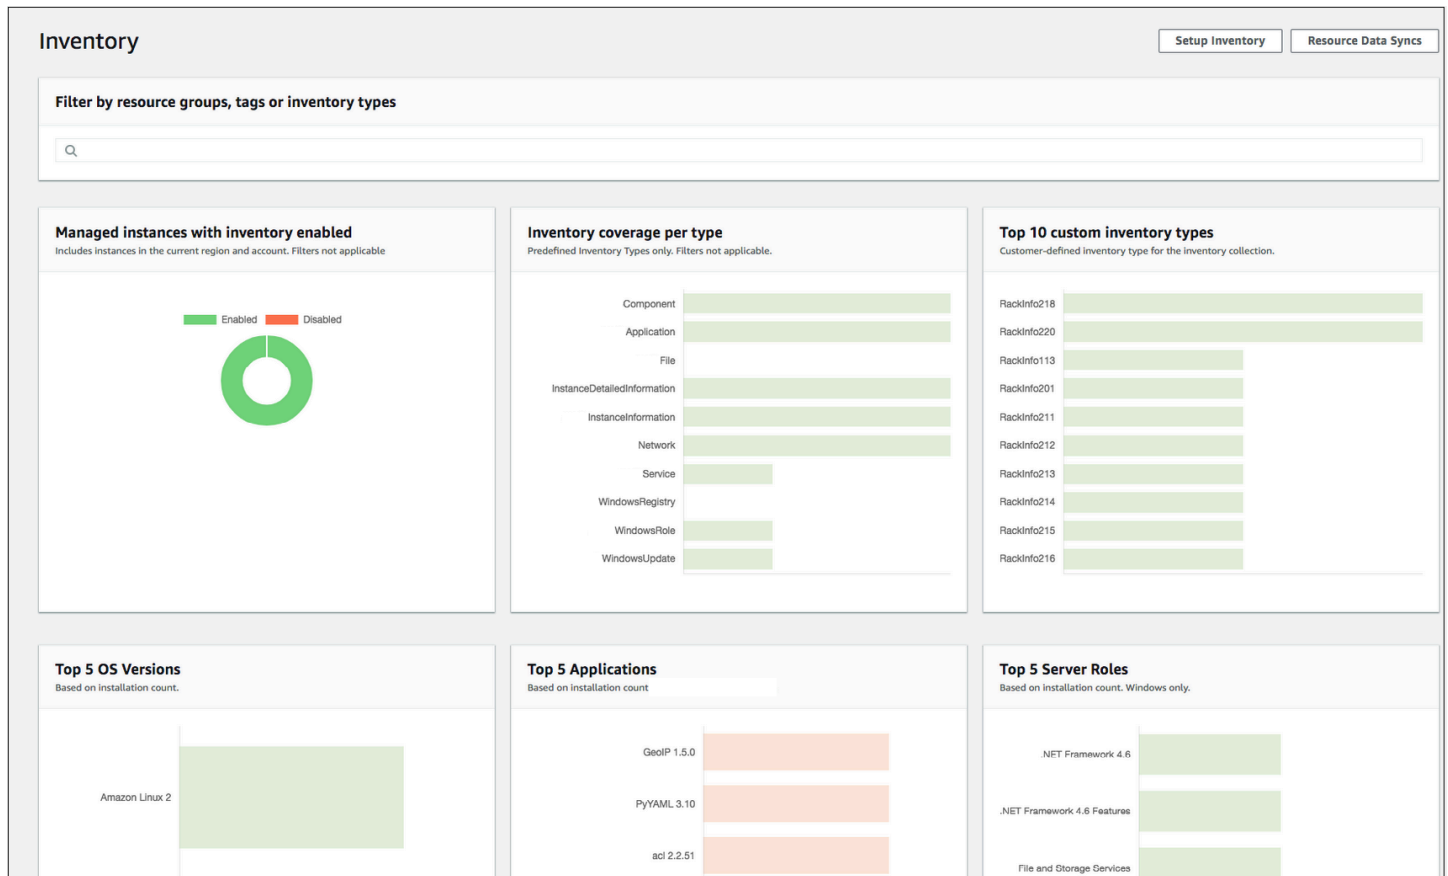 Inventory
Setup Inventory
Resource Data Syncs
Filter by resource groups, tags or inventory types
Managed instances with inventory enabled
Includes instances in the current region and account. Filters not applicable
Enabled
Disabled
Inventory coverage per type
Predefined Inventory Types only. Filters not applicable.
Component
Application
File
InstanceDetailedInformation
InstanceInformation
Network
Service
WindowsRegistry
WindowsRole
WindowsUpdate
Top 10 custom inventory types
Customer-defined inventory type for the inventory collection.
RackInfo218
RackInfo220
RackInfo113
RackInfo201
RackInfo211
RackInfo212
RackInfo213
RackInfo214
RackInfo215
RackInfo216
Top 5 OS Versions
Based on installation count.
Amazon Linux 2
Top 5 Applications
Based on installation count
GeoIP 1.5.0
PyYAML 3.10
acl 2.2.51
Top 5 Server Roles
Based on installation count. Windows only.
.NET Framework 4.6
.NET Framework 4.6 Features
File and Storage Services